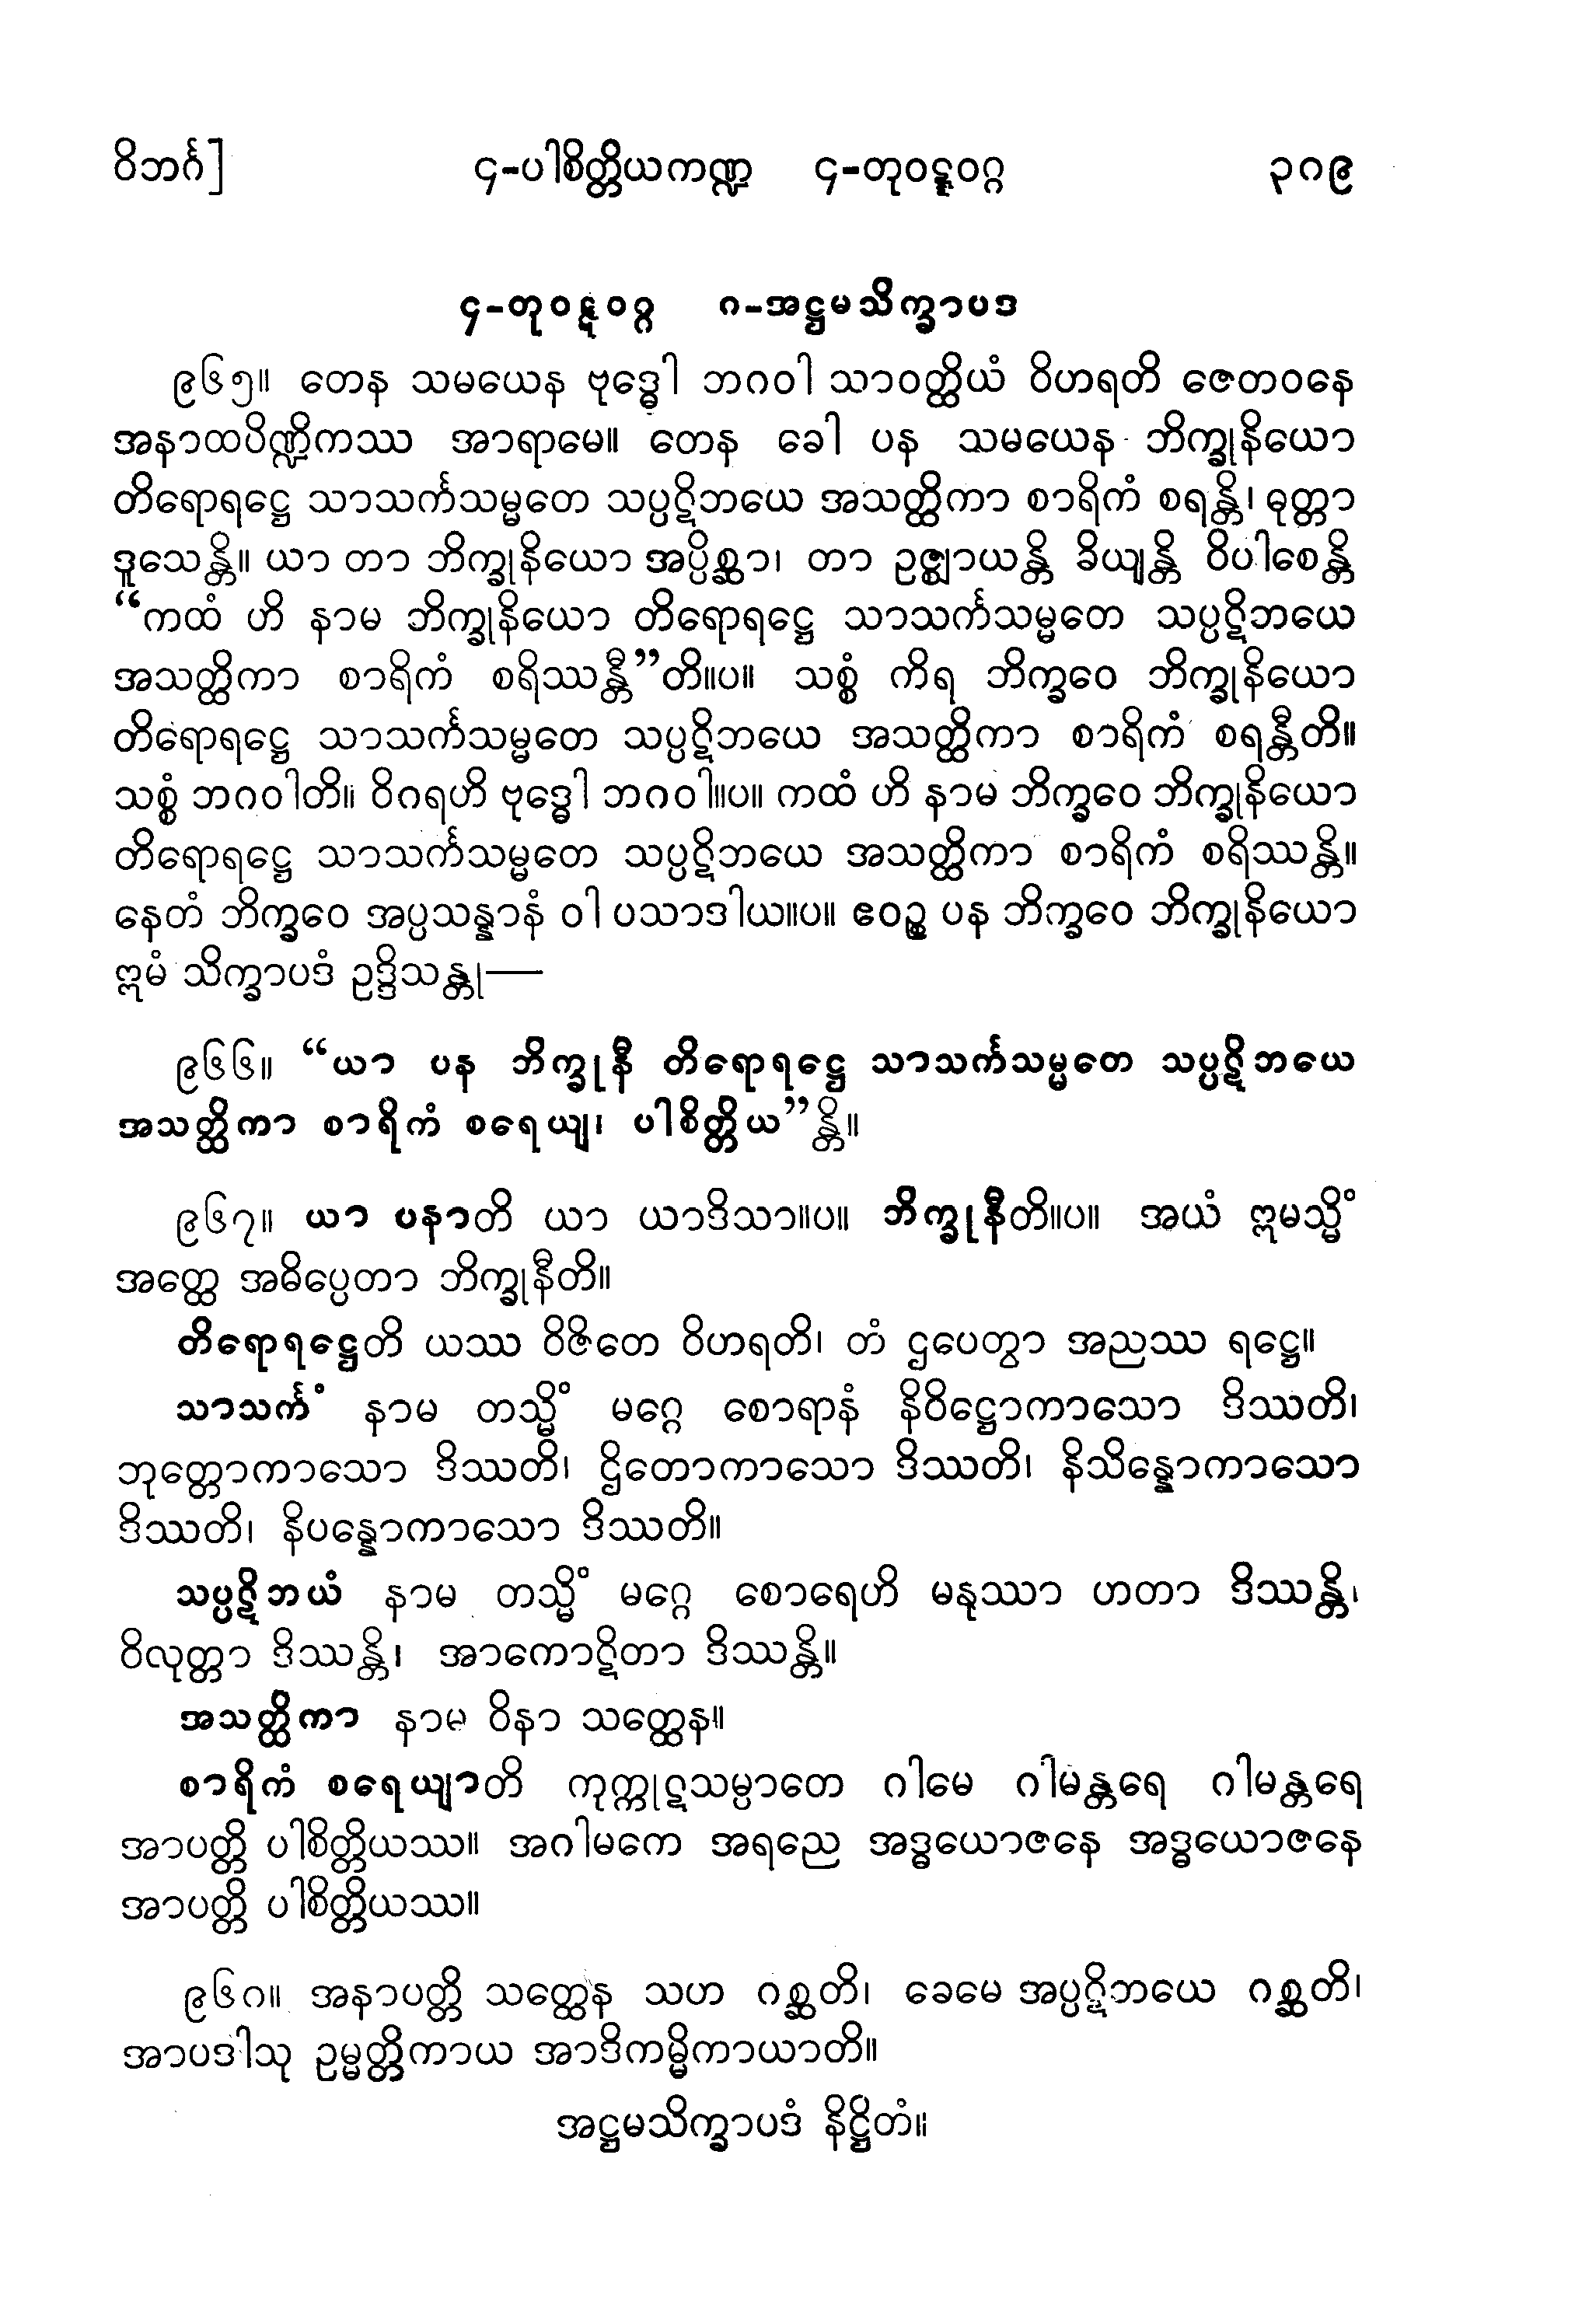 ဝိဘင်္ဂ] ၄-ပါစိတ္တိယကဏ္ဍ ၄-တုဝဋ္ဋဝဂ္ဂ ၃၈၉
၄-တုဝဋ္ဋဝဂ္ဂ ၈-အဋ္ဌမသိက္ခာပဒ
၉၆၅။ တေန သမယေန ဗုဒ္ဓေါ ဘဂဝါ သာဝတ္ထိယံ ဝိဟရတိ ဇေတဝနေ
အနာထပိဏ္ဍိကဿ အာရာမေ။ တေန ခေါ ပန သမယေန ဘိက္ခုနိယော
တိရောရဋ္ဌေ သာသင်္ကသမ္မတေ သပ္ပဋိဘယေ အသတ္ထိကာ စာရိကံ စရန္တိ၊ ဓုတ္တာ
ဒူသေန္တိ။ ယာ တာ ဘိက္ခုနိယော အပ္ပိစ္ဆာ၊ တာ ဥဇ္ဈာယန္တိ ခိယျန္တိ ဝိပါစေန္တိ
“ကထံ ဟိ နာမ ဘိက္ခုနိယော တိရောရဋ္ဌေ သာသင်္ကသမ္မတေ သပ္ပဋိဘယေ
အသတ္ထိကာ စာရိကံ စရိဿန္တီ”တိ။ပ။ သစ္စံ ကိရ ဘိက္ခဝေ ဘိက္ခုနိယော
တိရောရဋ္ဌေ သာသင်္ကသမ္မတေ သပ္ပဋိဘယေ အသတ္ထိကာ စာရိကံ စရန္တီတိ။
သစ္စံ ဘဂဝါတိ။ ဝိဂရဟိ ဗုဒ္ဓေါ ဘဂဝါ။ပ။ ကထံ ဟိ နာမ ဘိက္ခဝေ ဘိက္ခုနိယော
တိရောရဋ္ဌေ သာသင်္ကသမ္မတေ သပ္ပဋိဘယေ အသတ္ထိကာ စာရိကံ စရိဿန္တိ။
နေတံ ဘိက္ခဝေ အပ္ပသန္နာနံ ဝါ ပသာဒါယ။ပ။ ဧဝဉ္စ ပန ဘိက္ခဝေ ဘိက္ခုနိယော
ဣမံ သိက္ခာပဒံ ဥဒ္ဒိသန္တု—
၉၆၆။ “ယာ ပန ဘိက္ခုနီ တိရောရဋ္ဌေ သာသင်္ကသမ္မတေ သပ္ပဋိဘယေ
အသတ္ထိကာ စာရိကံ စရေယျ၊ ပါစိတ္တိယ”န္တိ။
၉၆၇။ ယာ ပနာတိ ယာ ယာဒိသာ။ပ။ ဘိက္ခုနီတိ။ပ။ အယံ ဣမသ္မိံ
အတ္ထေ အဓိပ္ပေတာ ဘိက္ခုနီတိ။
တိရောရဋ္ဌေတိ ယဿ ဝိဇိတေ ဝိဟရတိ၊ တံ ဌပေတွာ အညဿ ရဋ္ဌေ။
သာသင်္ကံ နာမ တသ္မိံ မဂ္ဂေ စောရာနံ နိဝိဋ္ဌောကာသော ဒိဿတိ၊
ဘုတ္တောကာသော ဒိဿတိ၊ ဌိတောကာသော ဒိဿတိ၊ နိသိန္နောကာသော
ဒိဿတိ၊ နိပန္နောကာသော ဒိဿတိ။
သပ္ပဋိဘယံ နာမ တသ္မိံ မဂ္ဂေ စောရေဟိ မနုဿာ ဟတာ ဒိဿန္တိ၊
ဝိလုတ္တာ ဒိဿန္တိ၊ အာကောဋိတာ ဒိဿန္တိ။
အသတ္ထိကာ နာမ ဝိနာ သတ္ထေန။
စာရိကံ စရေယျာတိ ကုက္ကုဋသမ္ပာတေ ဂါမေ ဂါမန္တရေ ဂါမန္တရေ
အာပတ္တိ ပါစိတ္တိယဿ။ အဂါမကေ အရညေ အဒ္ဓယောဇနေ အဒ္ဓယောဇနေ
အာပတ္တိ ပါစိတ္တိယဿ။
၉၆၈။ အနာပတ္တိ သတ္ထေန သဟ ဂစ္ဆတိ၊ ခေမေ အပ္ပဋိဘယေ ဂစ္ဆတိ၊
အာပဒါသု ဥမ္မတ္တိကာယ အာဒိကမ္မိကာယာတိ။
အဋ္ဌမသိက္ခာပဒံ နိဋ္ဌိတံ။